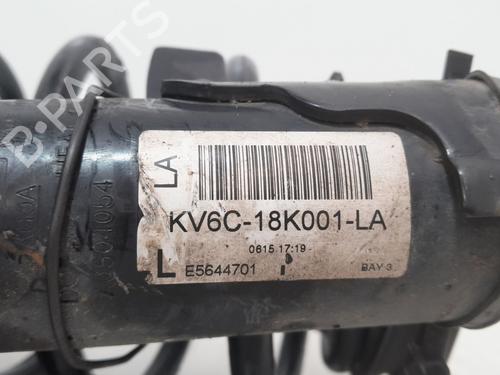 B-PARTS
LA
KV6C-18K001-LA
0615 17:19
L E5644701
BAY 3